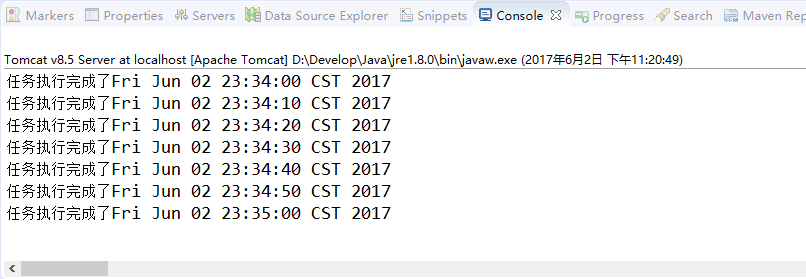 Markers Properties Servers Data Source Explorer Snippets Console Progress Search Maven Rep
Tomcat v8.5 Server at localhost [Apache Tomcat] D:\Develop\Java\jre1.8.0\bin\javaw.exe (2017年6月2日 下午11:20:49)
任务执行完成了Fri Jun 02 23:34:00 CST 2017
任务执行完成了Fri Jun 02 23:34:10 CST 2017
任务执行完成了Fri Jun 02 23:34:20 CST 2017
任务执行完成了Fri Jun 02 23:34:30 CST 2017
任务执行完成了Fri Jun 02 23:34:40 CST 2017
任务执行完成了Fri Jun 02 23:34:50 CST 2017
任务执行完成了Fri Jun 02 23:35:00 CST 2017